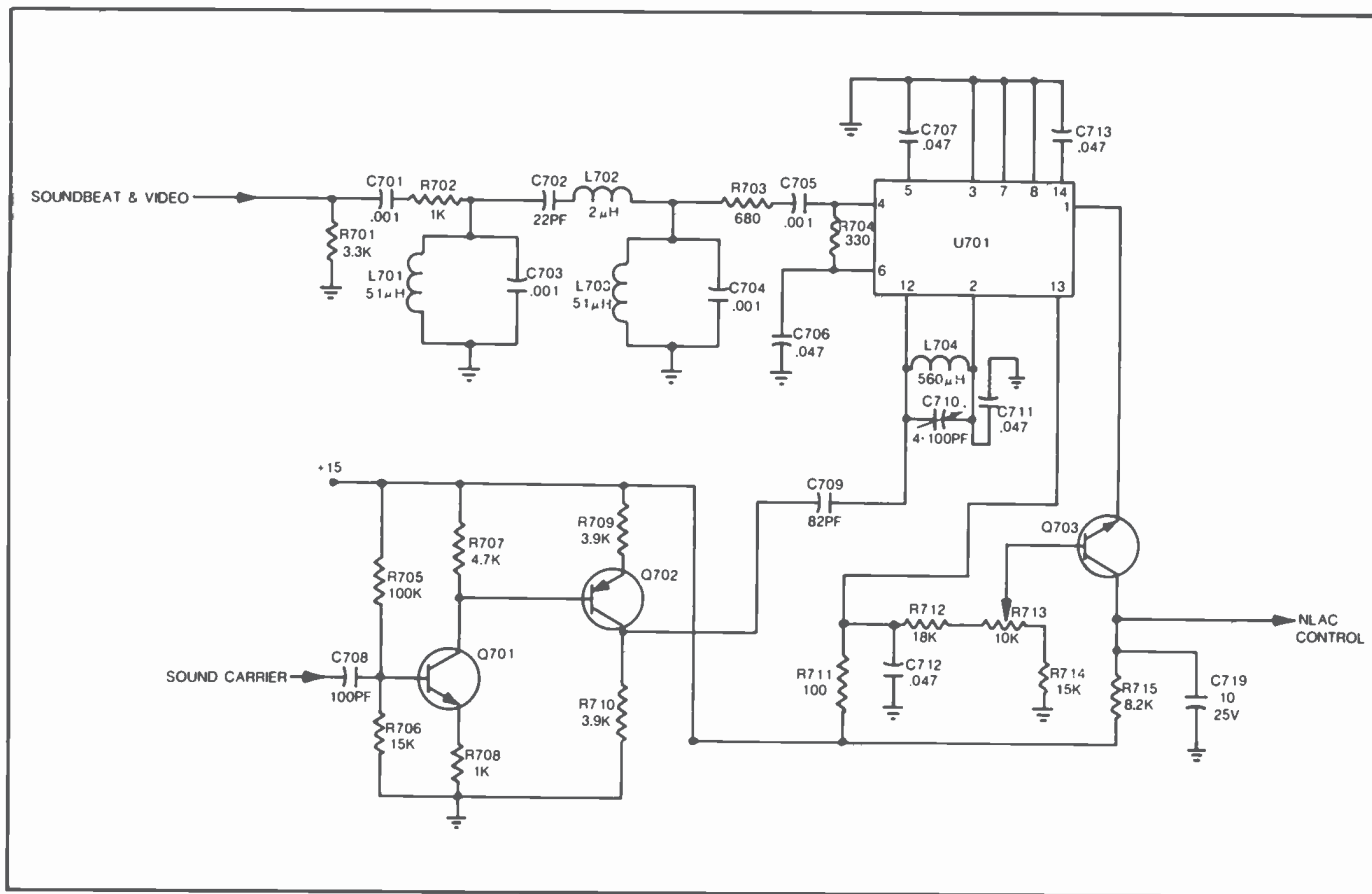 C707
.047
C713
.047
5 3 7 8 14
4
1
6
U701
12 2 13
SOUNDBEAT & VIDEO
C701
.001
R702
1K
C702
22PF
L702
2µH
R703
680
C705
.001
R704
330
R701
3.3K
L701
51µH
C703
.001
L703
51µH
C704
.001
C706
.047
L704
560µH
C710
4-100PF
C711
.047
+15
C709
82PF
R705
100K
R707
4.7K
R709
3.9K
Q702
Q703
SOUND CARRIER
C708
100PF
Q701
R706
15K
R708
1K
R710
3.9K
R712
18K
R713
10K
NLAC
CONTROL
R711
100
C712
.047
R714
15K
R715
8.2K
C719
10
25V